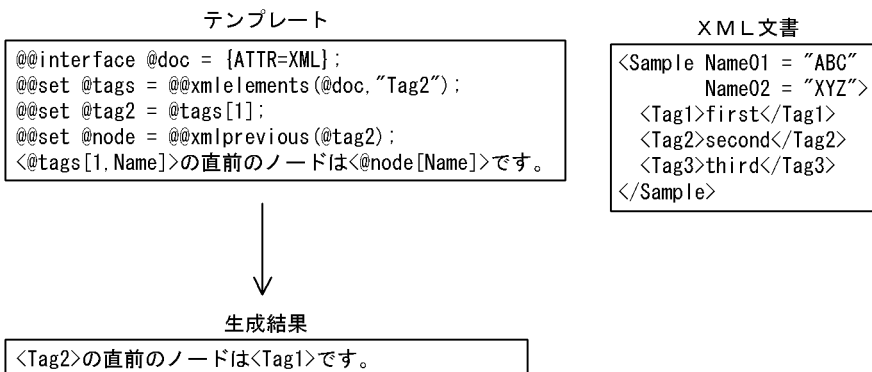 テンプレート
@@interface @doc = {ATTR=XML};
@@set @tags = @@xmlelements(@doc,"Tag2");
@@set @tag2 = @tags[1];
@@set @node = @@xmlprevious(@tag2);
<@tags[1,Name]>の直前のノードは<@node[Name]>です。
XML文書
<Sample Name01 = "ABC"
Name02 = "XYZ">
<Tag1>first</Tag1>
<Tag2>second</Tag2>
<Tag3>third</Tag3>
</Sample>
生成結果
<Tag2>の直前のノードは<Tag1>です。